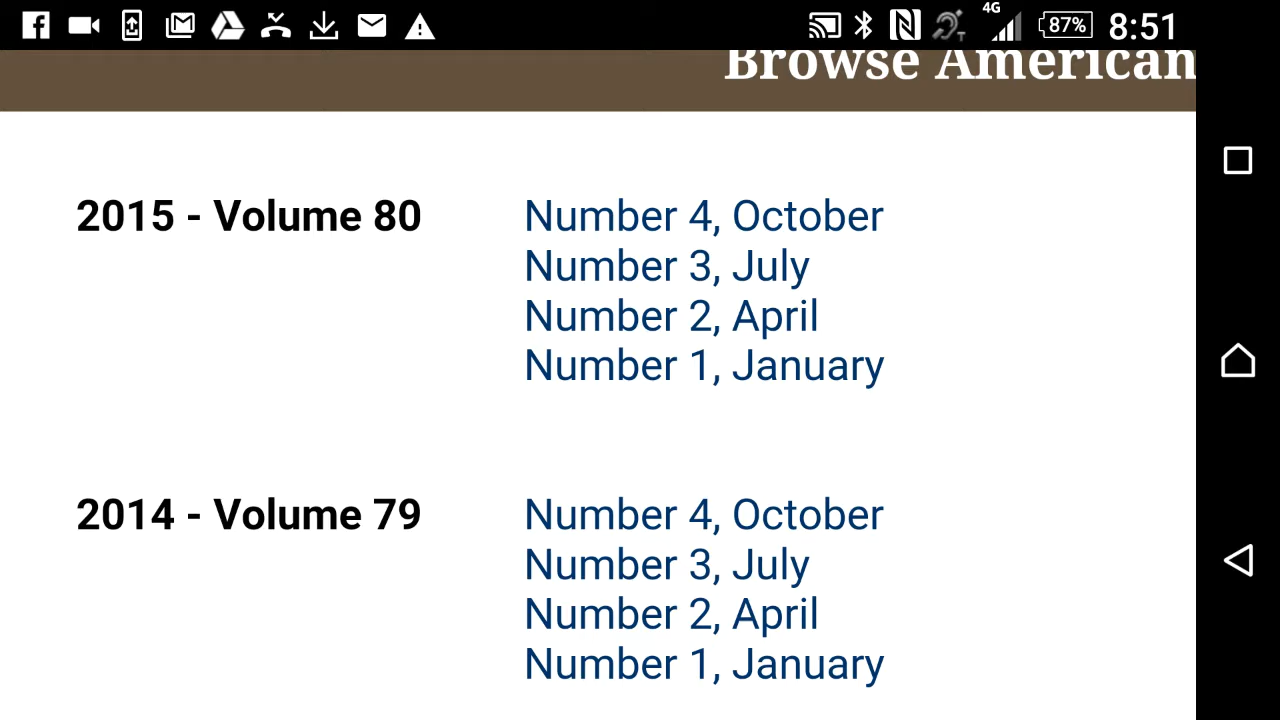 4G
87%
8:51
Browse American
2015 - Volume 80
Number 4, October
Number 3, July
Number 2, April
Number 1, January
2014 - Volume 79
Number 4, October
Number 3, July
Number 2, April
Number 1, January